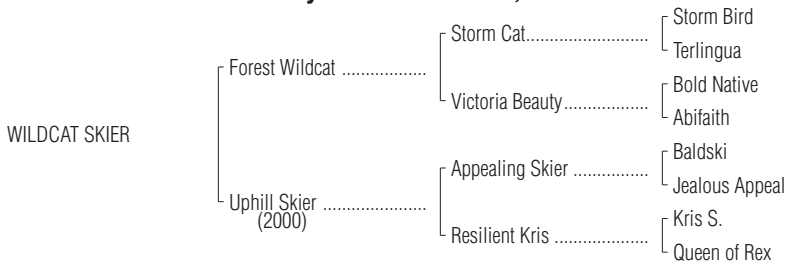 Storm Bird
Storm Cat
Terlingua
Forest Wildcat
Bold Native
Victoria Beauty
Abifaith
WILDCAT SKIER
Baldski
Appealing Skier
Jealous Appeal
Uphill Skier
(2000)
Kris S.
Resilient Kris
Queen of Rex